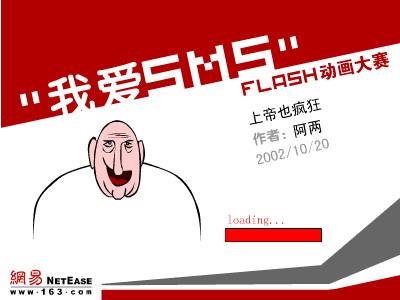 "我爱SMS"
FLASH动画大赛
上帝也疯狂
作者：阿两
2002/10/20
loading...
網易 NETEASE
www.163.com